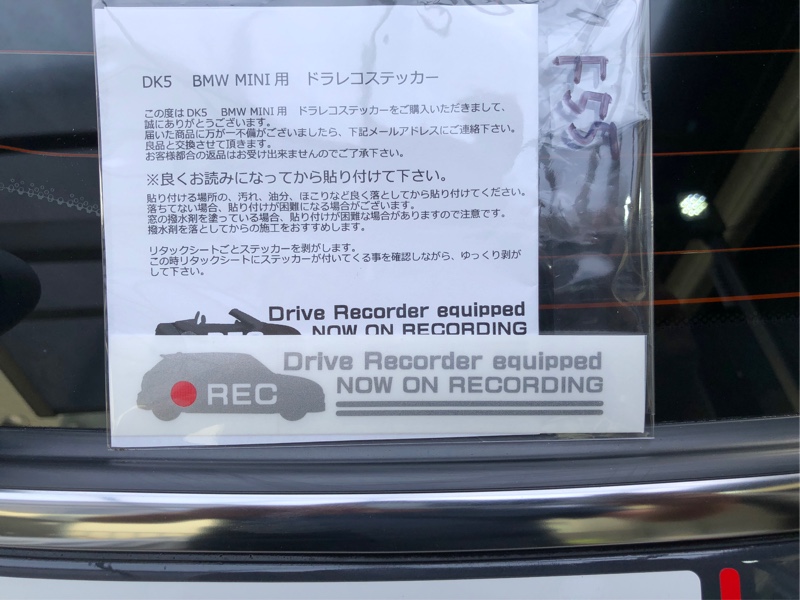 DK5 BMW MINI用 ドラレコステッカー
F55
この度はDK5 BMW MINI用 ドラレコステッカーをご購入いただきまして、
誠にありがとうございます。
届いた商品に万が一不備がございましたら、下記メールアドレスにご連絡下さい。
良品と交換させて頂きます。
お客様都合の返品はお受け出来ませんのでご了承下さい。
※良くお読みになってから貼り付けて下さい。
貼り付ける場所の、汚れ、油分、ほこりなど良く落としてから貼り付けてください。
落ちてない場合、貼り付けが困難になる場合がございます。
窓の撥水剤を塗っている場合、貼り付けが困難な場合がありますので注意です。
撥水剤を落としてからの施工をおすすめします。
リタックシートごとステッカーを剥がします。
この時リタックシートにステッカーが付いてくる事を確認しながら、ゆっくり剥が
して下さい。
Drive Recorder equipped
NOW ON RECORDING
Drive Recorder equipped
REC NOW ON RECORDING